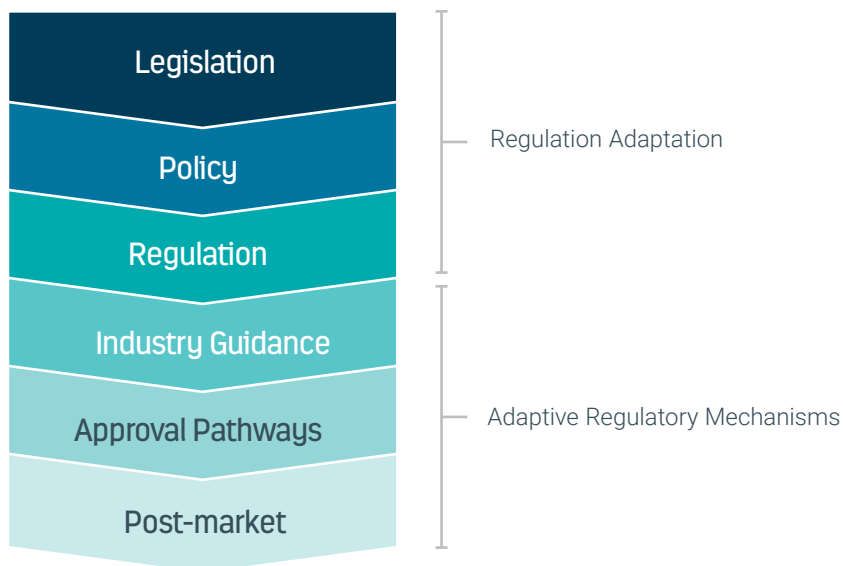 Legislation
Policy
Regulation Adaptation
Regulation
Industry Guidance
Approval Pathways
Adaptive Regulatory Mechanisms
Post-market